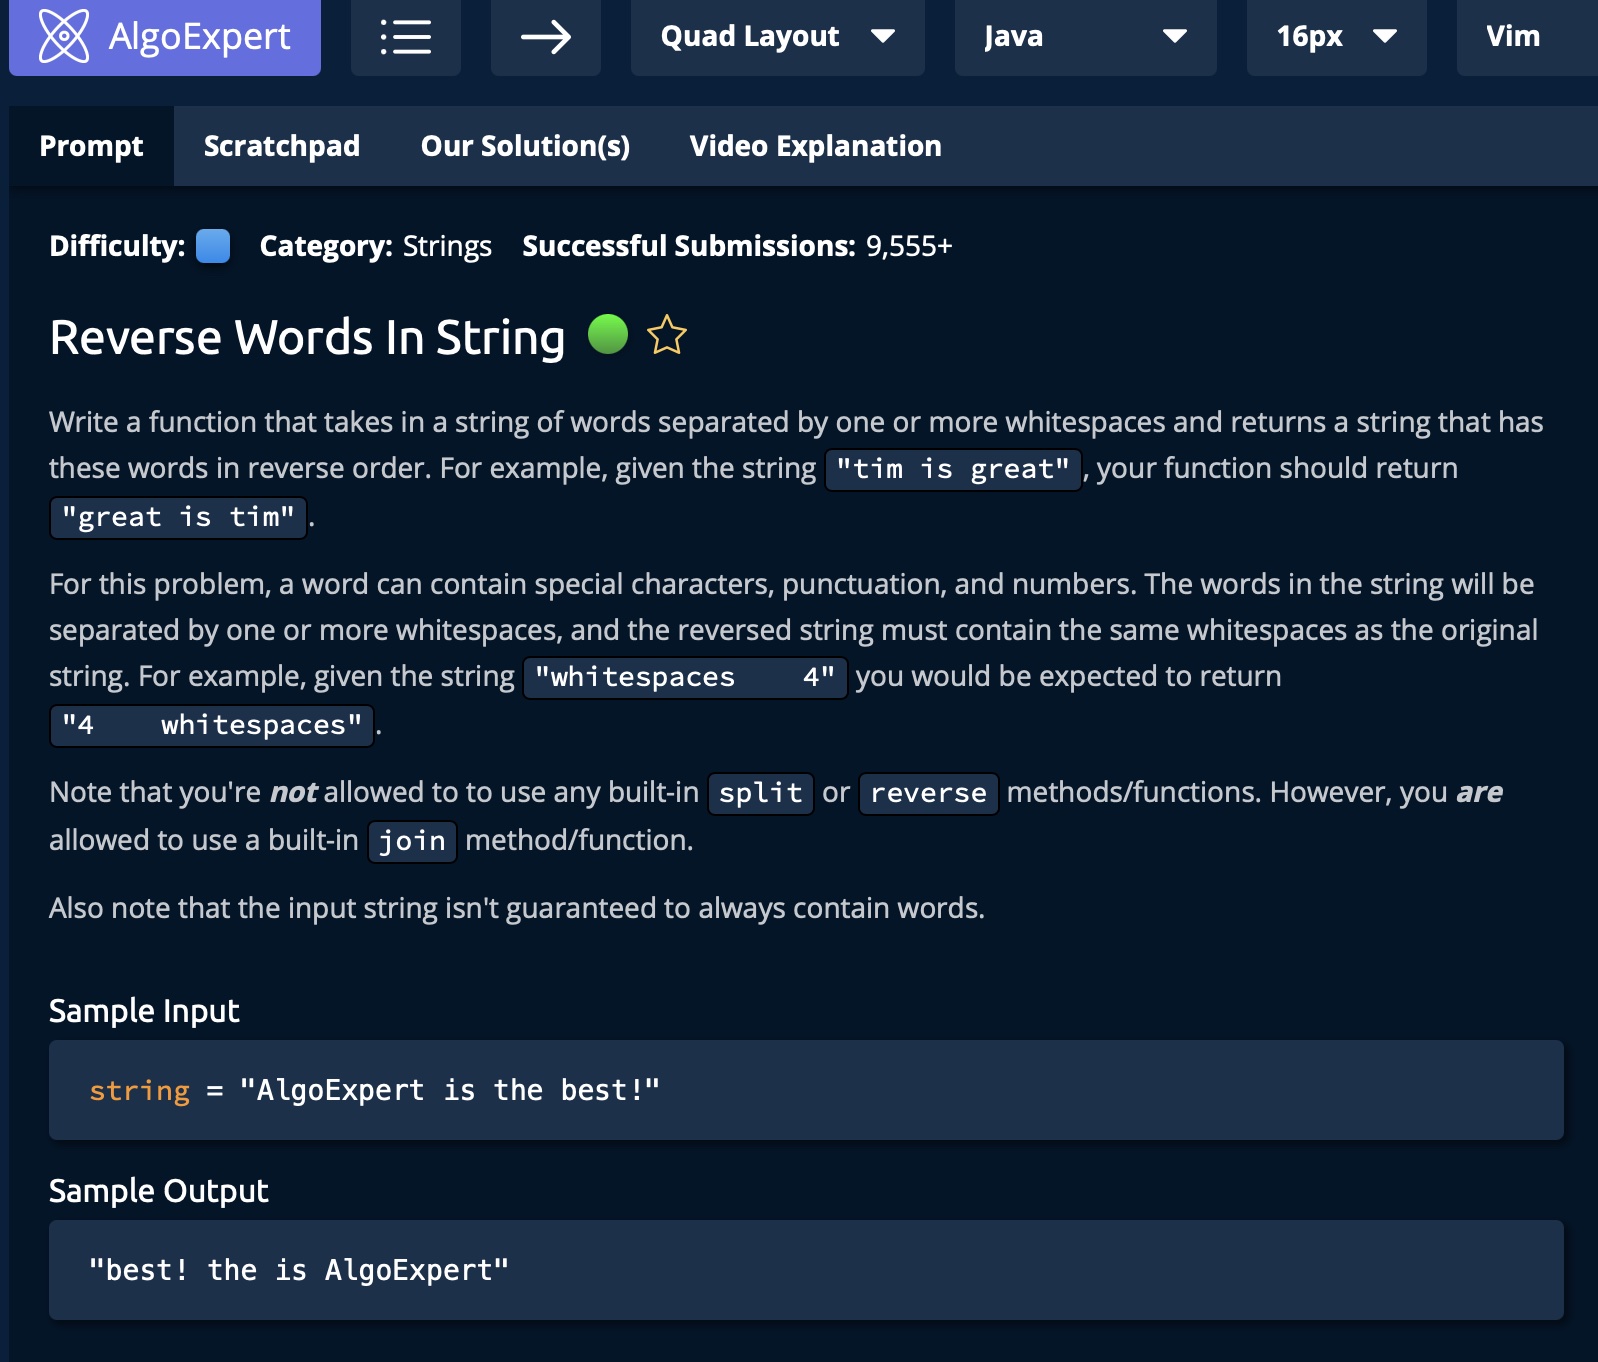 AlgoExpert Quad Layout Java 16px Vim
Prompt Scratchpad Our Solution(s) Video Explanation
Difficulty: Category: Strings Successful Submissions: 9,555+
Reverse Words In String
Write a function that takes in a string of words separated by one or more whitespaces and returns a string that has
these words in reverse order. For example, given the string "tim is great", your function should return
"great is tim".
For this problem, a word can contain special characters, punctuation, and numbers. The words in the string will be
separated by one or more whitespaces, and the reversed string must contain the same whitespaces as the original
string. For example, given the string "whitespaces    4" you would be expected to return
"4    whitespaces".
Note that you're not allowed to to use any built-in split or reverse methods/functions. However, you are
allowed to use a built-in join method/function.
Also note that the input string isn't guaranteed to always contain words.
Sample Input
string = "AlgoExpert is the best!"
Sample Output
"best! the is AlgoExpert"